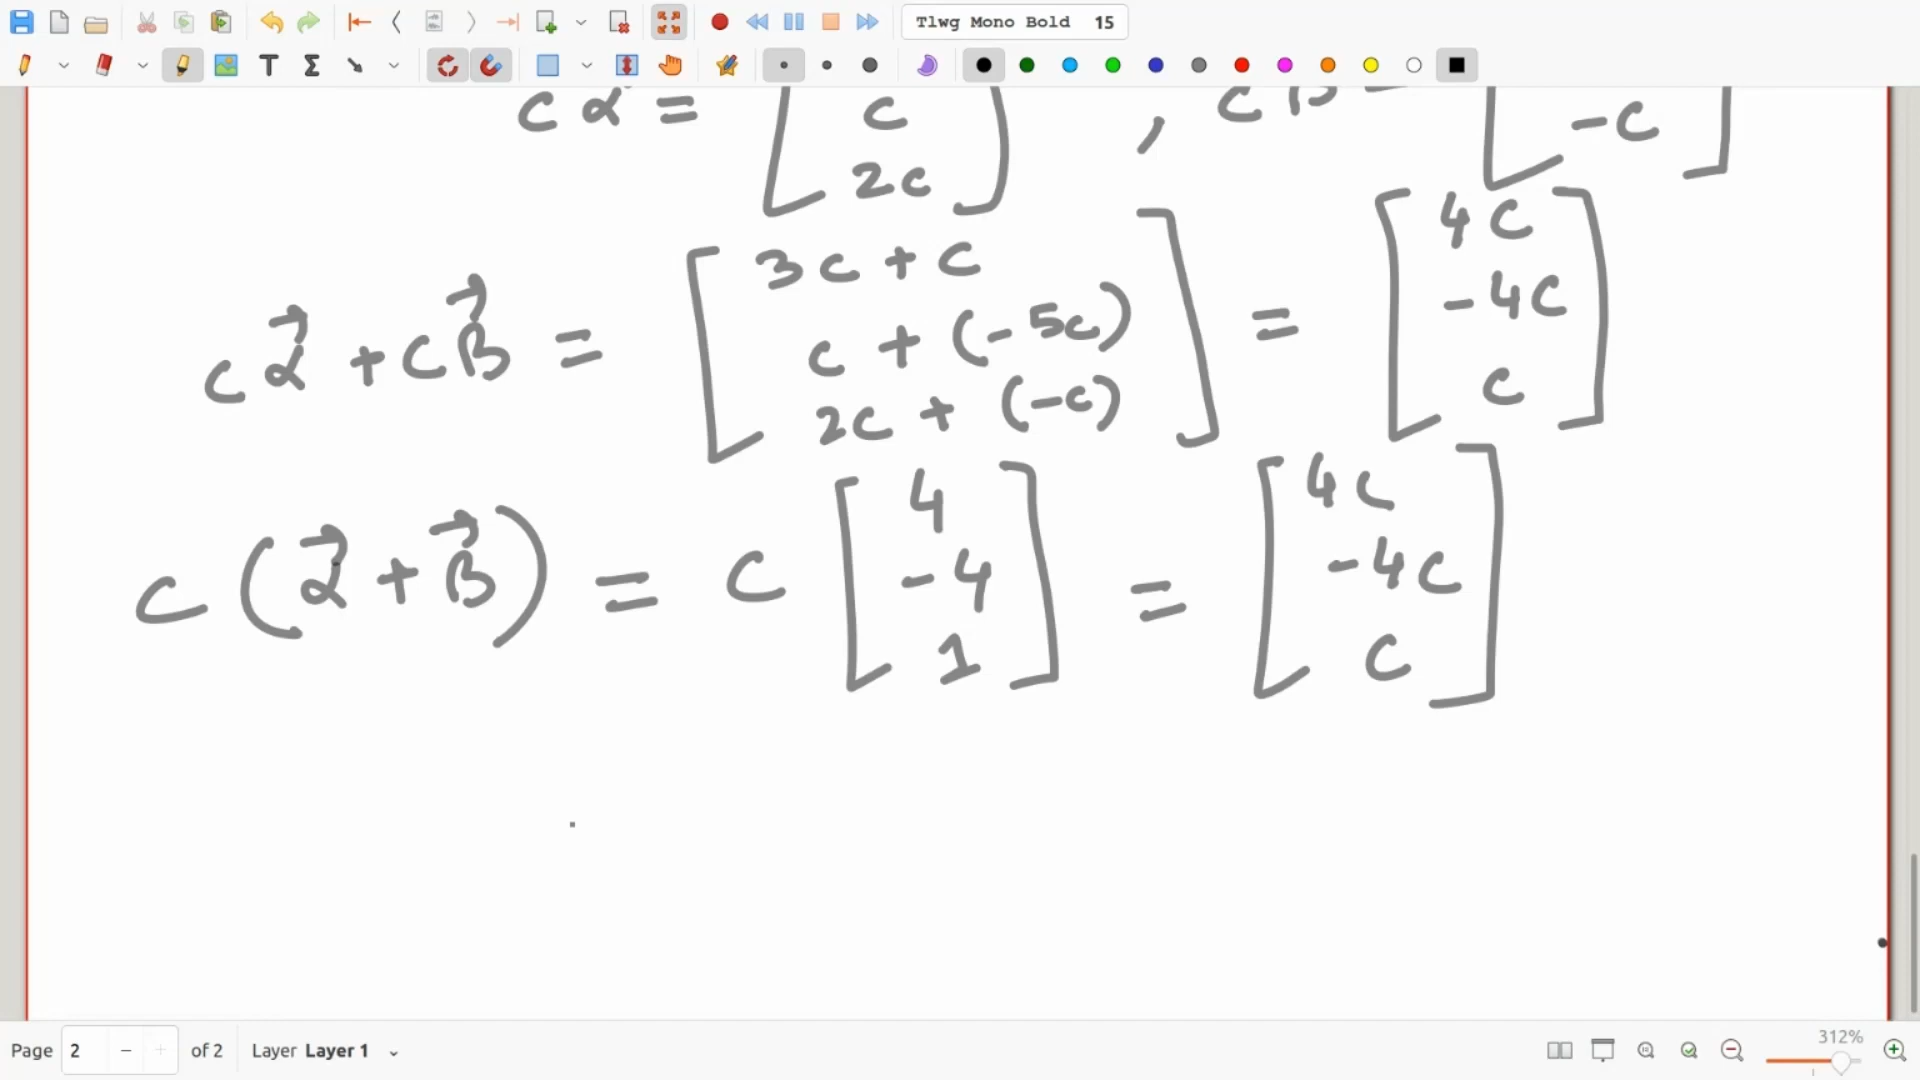 Tlwg Mono Bold 15
cα⃗ = [ c 2c ] , cβ = [ -c ]
cα⃗ + cβ⃗ = [ 3c + c c + (-5c) 2c + (-c) ] = [ 4c -4c c ]
c(α⃗ + β⃗) = c [ 4 -4 1 ] = [ 4c -4c c ]
Page 2 of 2 Layer Layer 1 312%